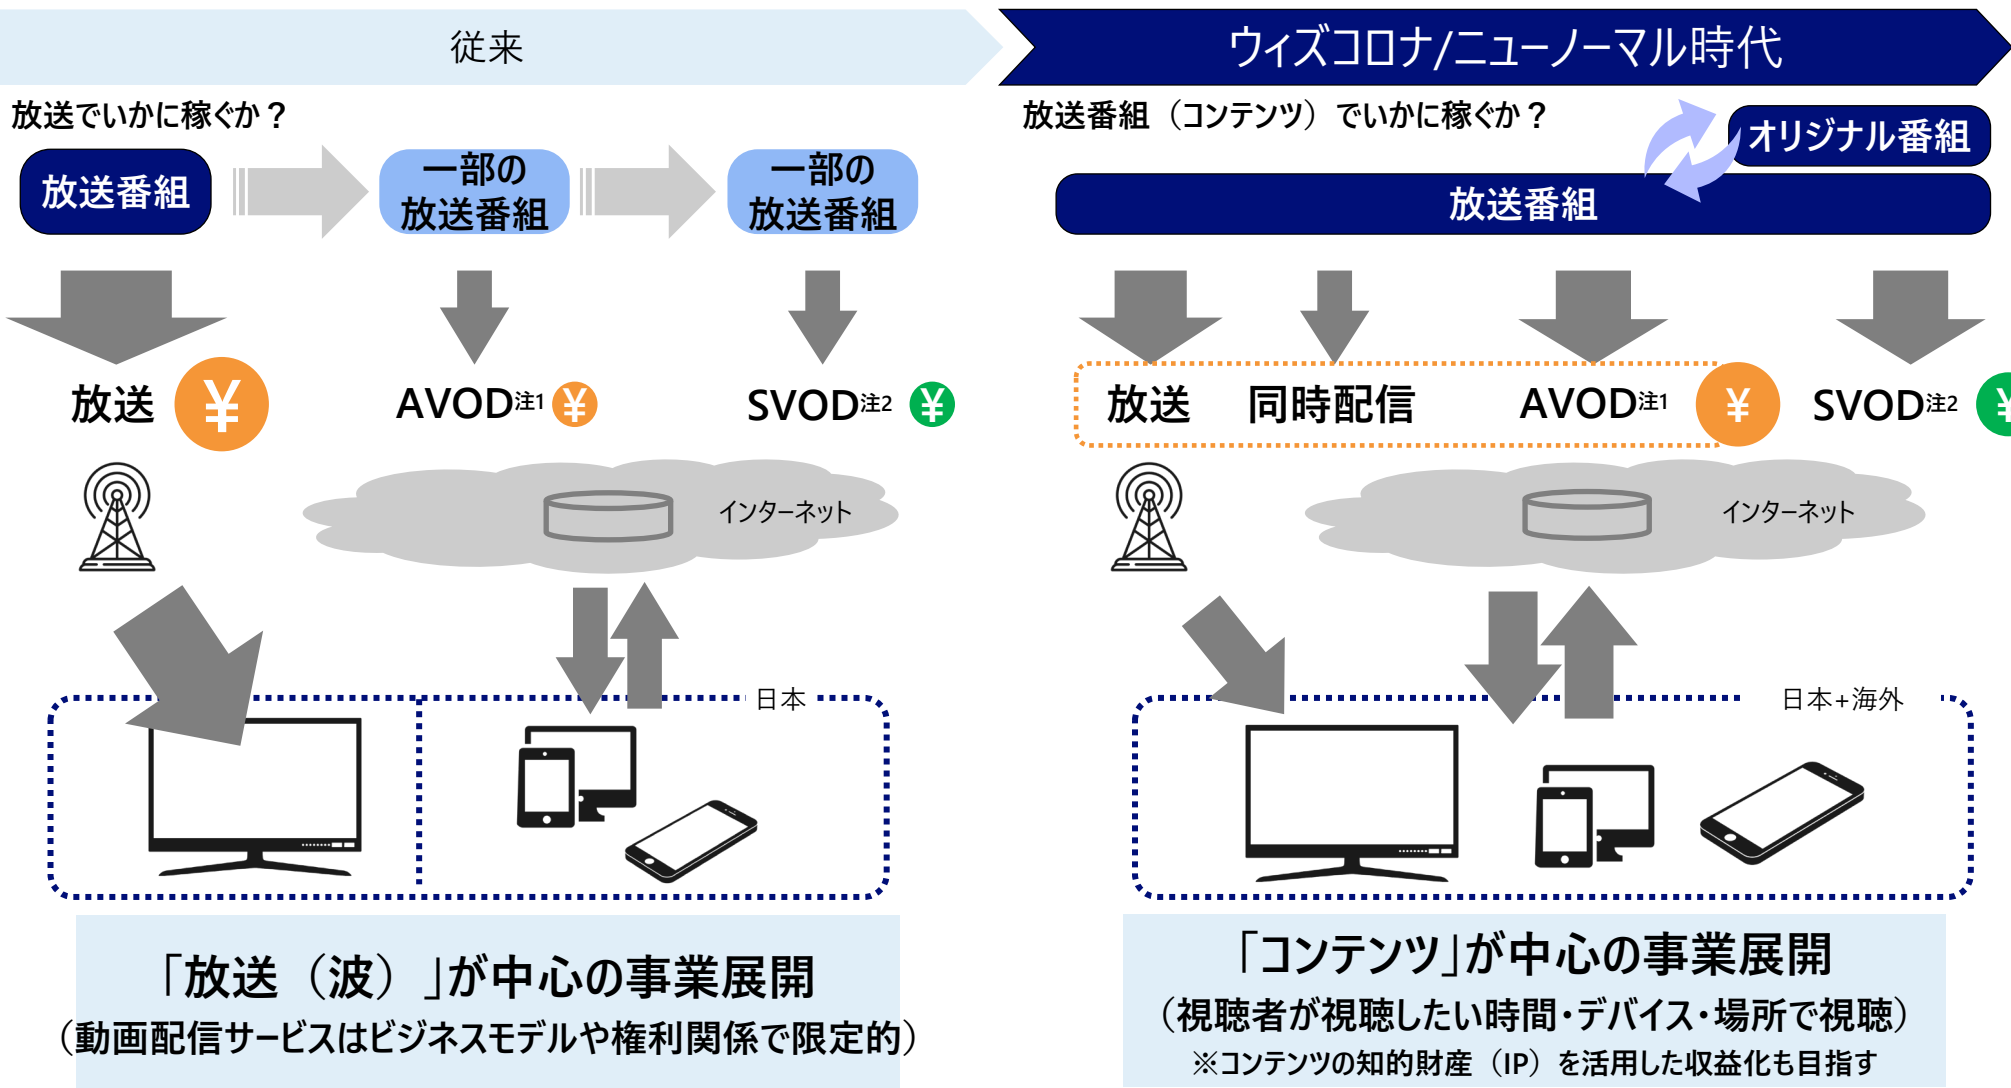 従来
ウィズコロナ/ニューノーマル時代
放送でいかに稼ぐか？
放送番組
一部の
放送番組
一部の
放送番組
放送
¥
AVOD注1
¥
SVOD注2
¥
インターネット
日本
「放送（波）」が中心の事業展開
（動画配信サービスはビジネスモデルや権利関係で限定的）
放送番組（コンテンツ）でいかに稼ぐか？
オリジナル番組
放送番組
放送
同時配信
AVOD注1
¥
SVOD注2
¥
インターネット
日本+海外
「コンテンツ」が中心の事業展開
（視聴者が視聴したい時間・デバイス・場所で視聴）
※コンテンツの知的財産（IP）を活用した収益化も目指す